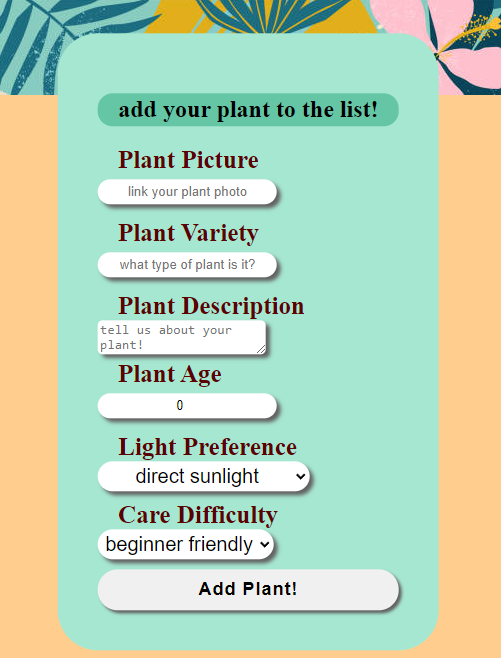 add your plant to the list!
Plant Picture
link your plant photo
Plant Variety
what type of plant is it?
Plant Description
tell us about your
plant!
Plant Age
0
Light Preference
direct sunlight
Care Difficulty
beginner friendly
Add Plant!